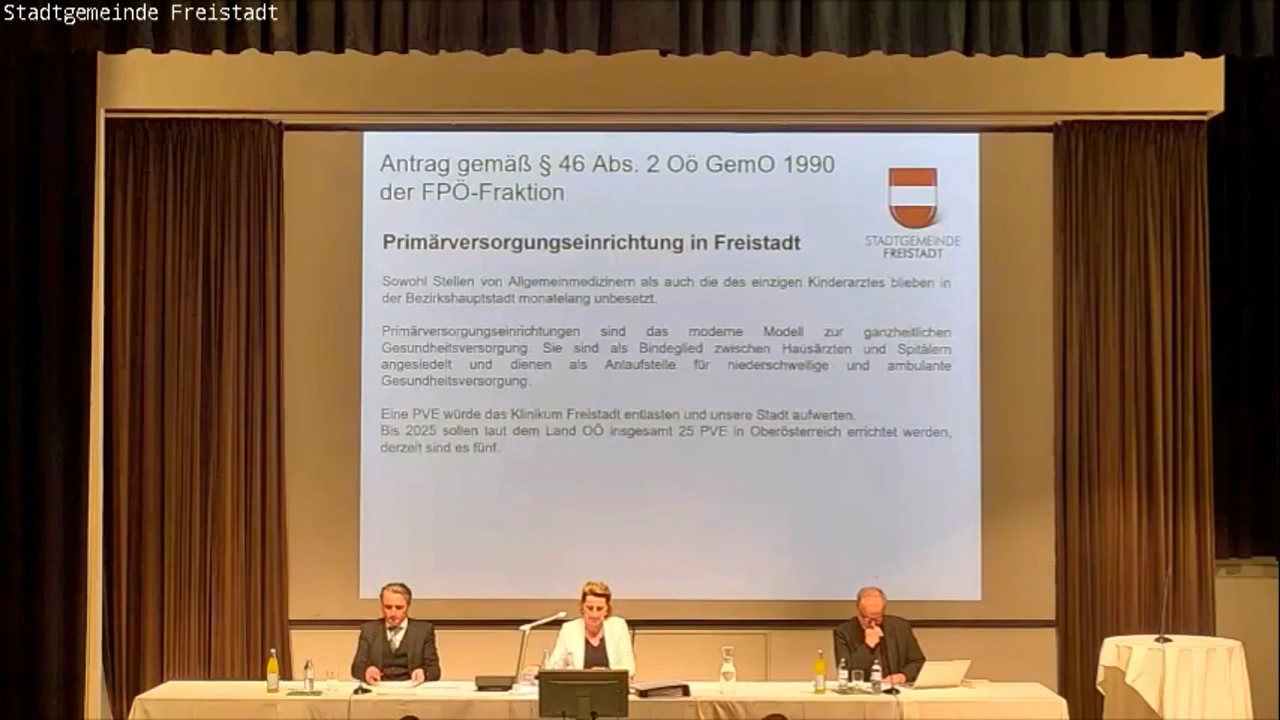 Stadtgemeinde Freistadt
Antrag gemäß § 46 Abs. 2 Oö GemO 1990
der FPÖ-Fraktion
STADTGEMEINDE
FREISTADT
Primärversorgungseinrichtung in Freistadt
Sowohl Stellen von Allgemeinmedizinern als auch die des einzigen Kinderarztes blieben in
der Bezirkshauptstadt monatelang unbesetzt.
Primärversorgungseinrichtungen sind das moderne Modell zur ganzheitlichen
Gesundheitsversorgung. Sie sind als Bindeglied zwischen Hausärzten und Spitälern
angesiedelt und dienen als Anlaufstelle für niederschwellige und ambulante
Gesundheitsversorgung.
Eine PVE würde das Klinikum Freistadt entlasten und unsere Stadt aufwerten.
Bis 2025 sollen laut dem Land OÖ insgesamt 25 PVE in Oberösterreich errichtet werden,
derzeit sind es fünf.